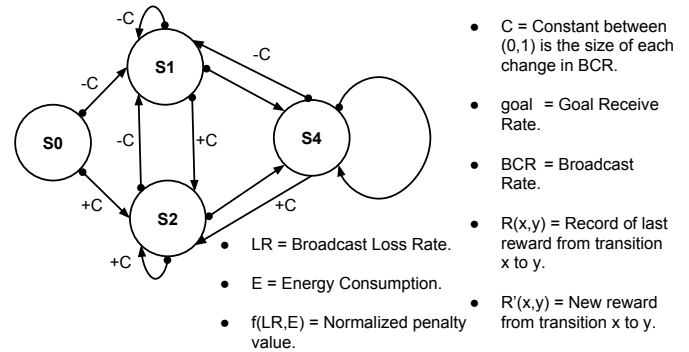 -C
S1
-C
-C
S0
-C
+C
S4
+C
S2
+C
+C
● LR = Broadcast Loss Rate.
● E = Energy Consumption.
● f(LR,E) = Normalized penalty
value.
● C = Constant between
(0,1) is the size of each
change in BCR.
● goal = Goal Receive
Rate.
● BCR = Broadcast
Rate.
● R(x,y) = Record of last
reward from transition
x to y.
● R'(x,y) = New reward
from transition x to y.